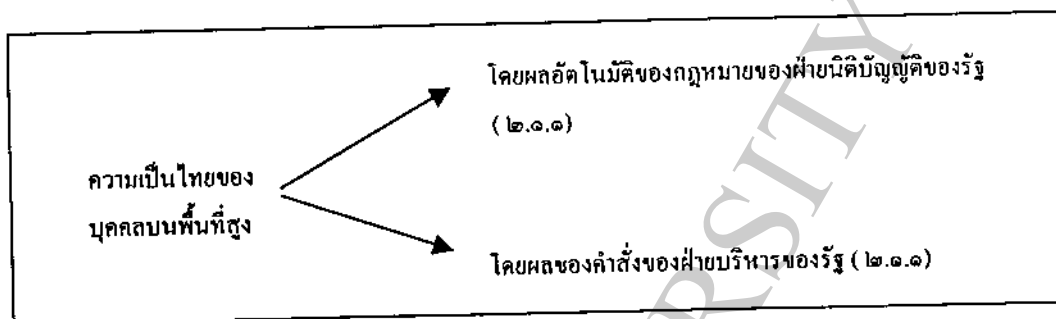 โดยผลอัตโนมัติของกฎหมายของฝ่ายนิติบัญญัติของรัฐ
(๒.๑.๑)
ความเป็นไทยของ
บุคคลบนพื้นที่สูง
โดยผลของคำสั่งของฝ่ายบริหารของรัฐ (๒.๑.๑)
RSITY